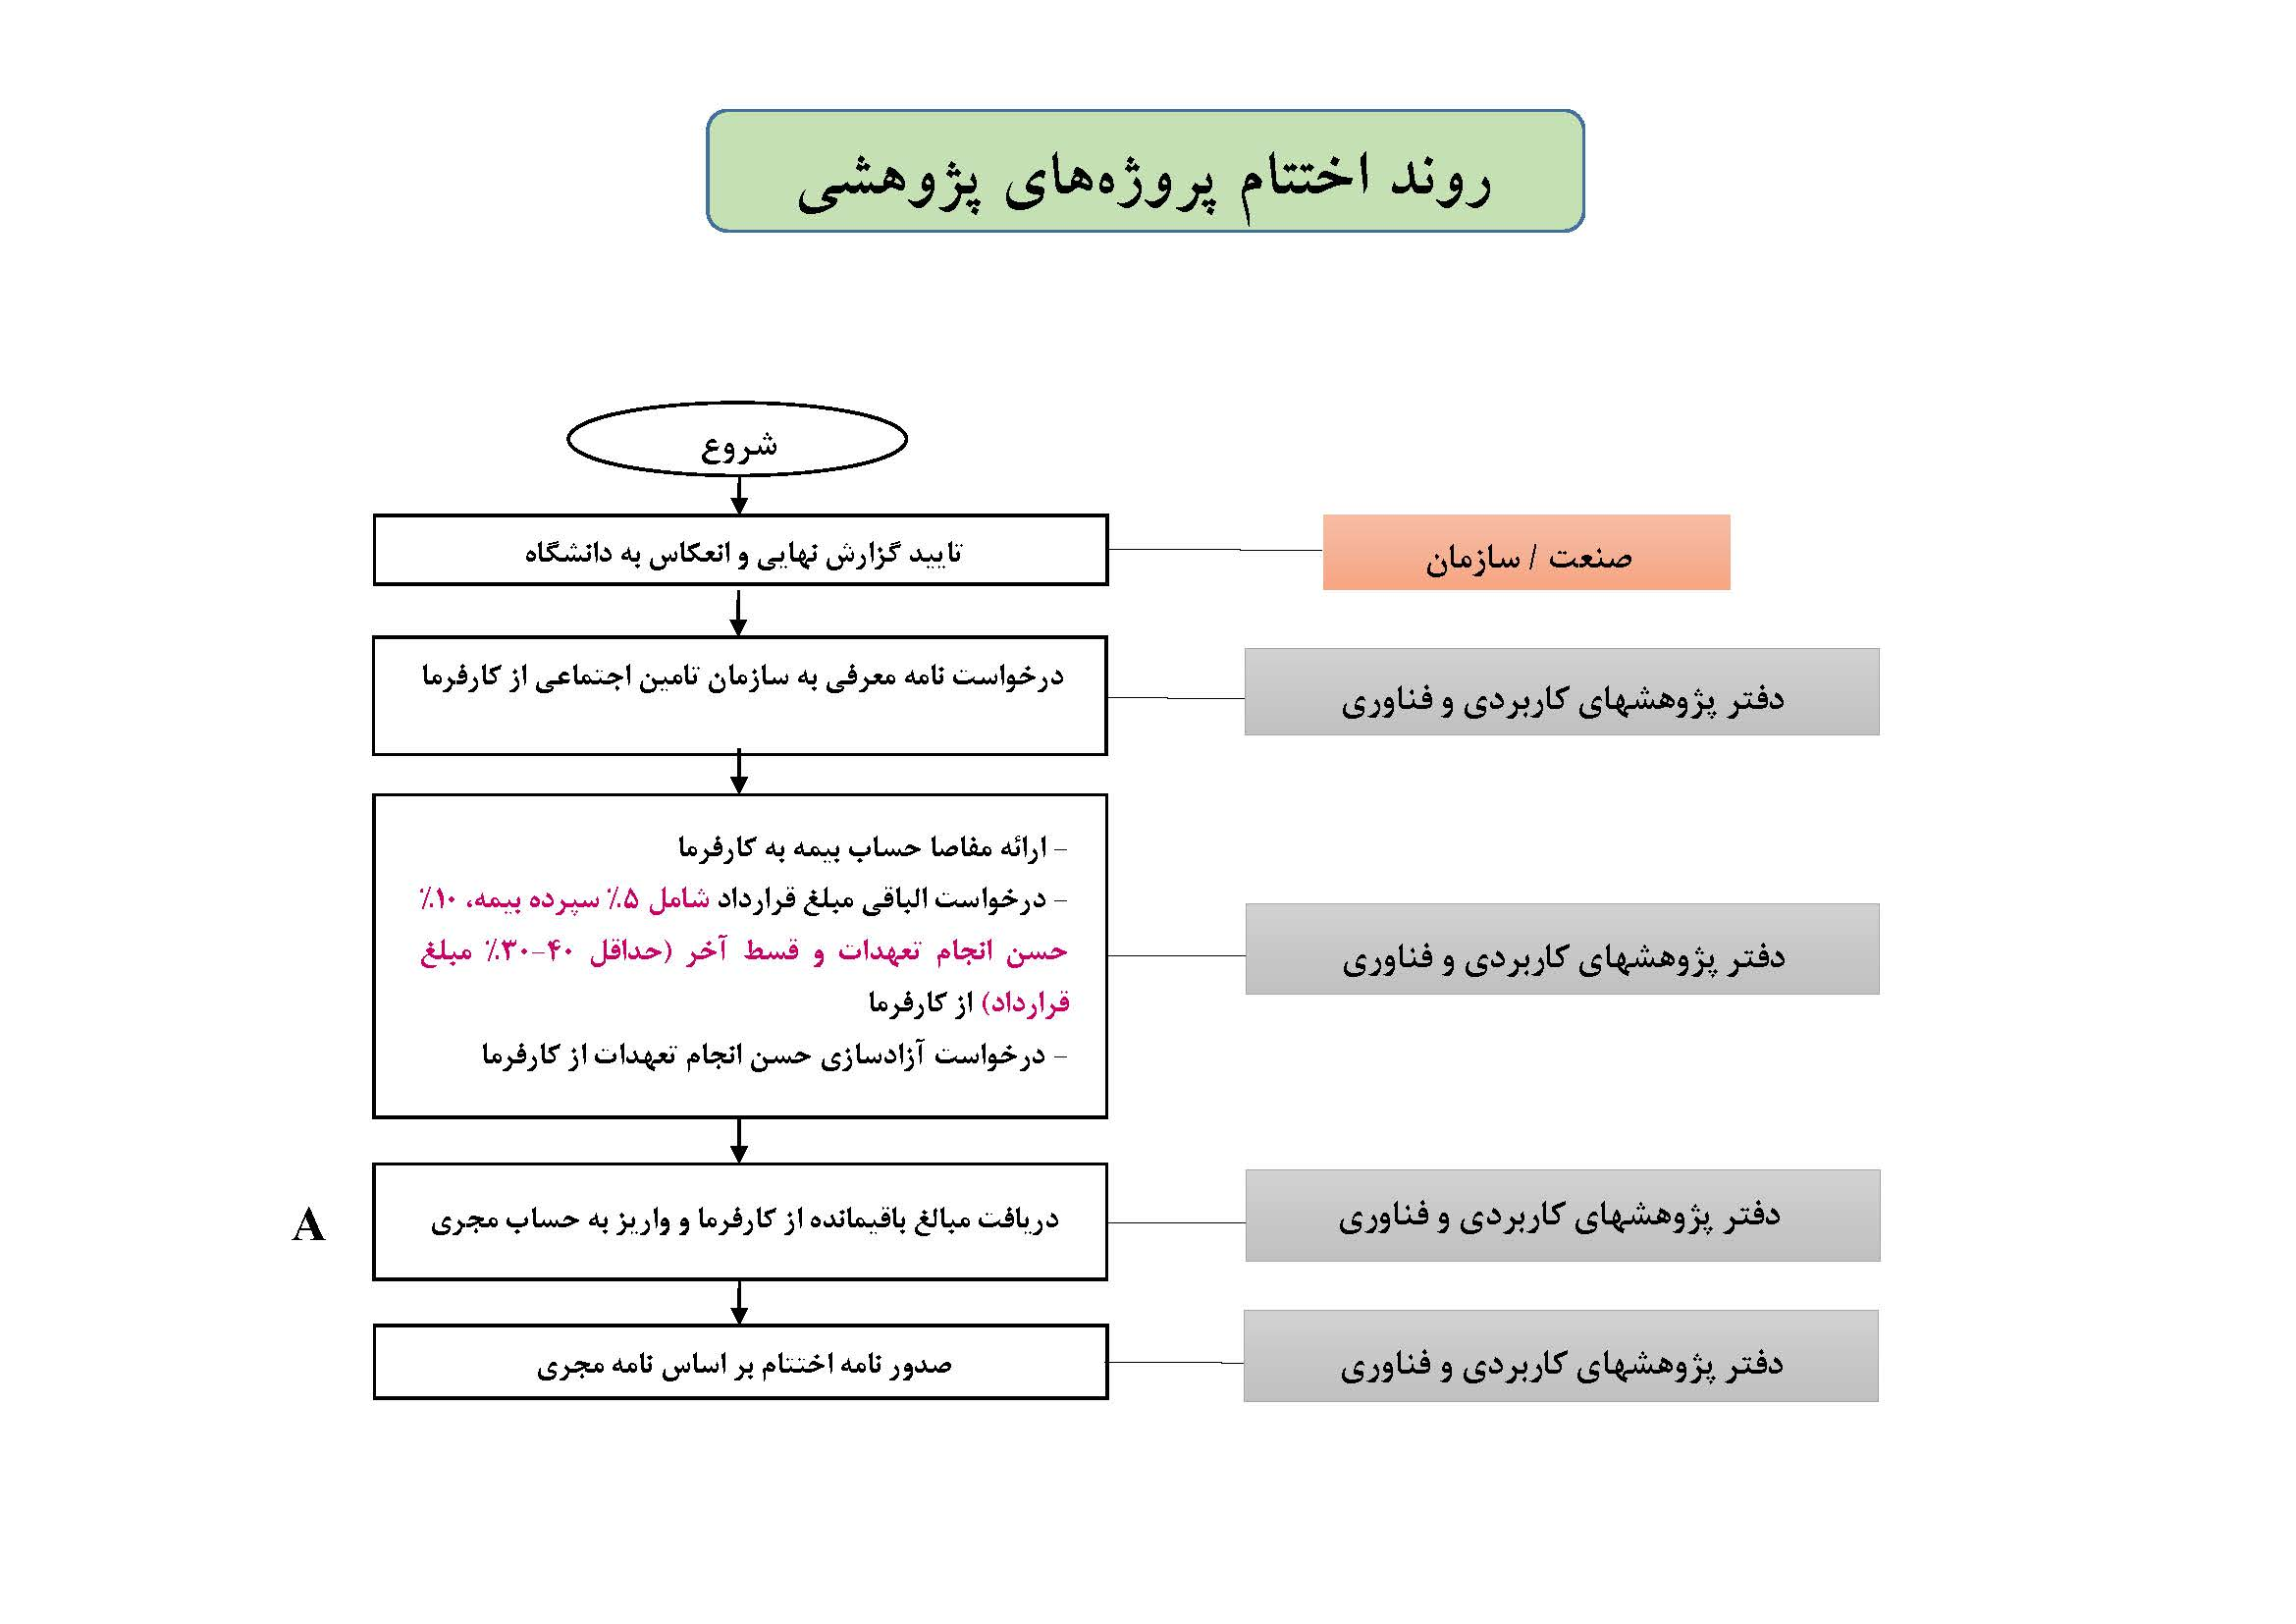 روند اختتام پروژه‌های پژوهشی
شروع
تایید گزارش نهایی و انعکاس به دانشگاه
صنعت / سازمان
درخواست نامه معرفی به سازمان تامین اجتماعی از کارفرما
دفتر پژوهشهای کاربردی و فناوری
- ارائه مفاصا حساب بیمه به کارفرما
- درخواست الباقی مبلغ قرارداد شامل ۵٪ سپرده بیمه، ۱۰٪
حسن انجام تعهدات و قسط آخر (حداقل ۴۰-۳۰٪ مبلغ
قرارداد) از کارفرما
- درخواست آزادسازی حسن انجام تعهدات از کارفرما
دفتر پژوهشهای کاربردی و فناوری
دریافت مبالغ باقیمانده از کارفرما و واریز به حساب مجری
دفتر پژوهشهای کاربردی و فناوری
A
صدور نامه اختتام بر اساس نامه مجری
دفتر پژوهشهای کاربردی و فناوری